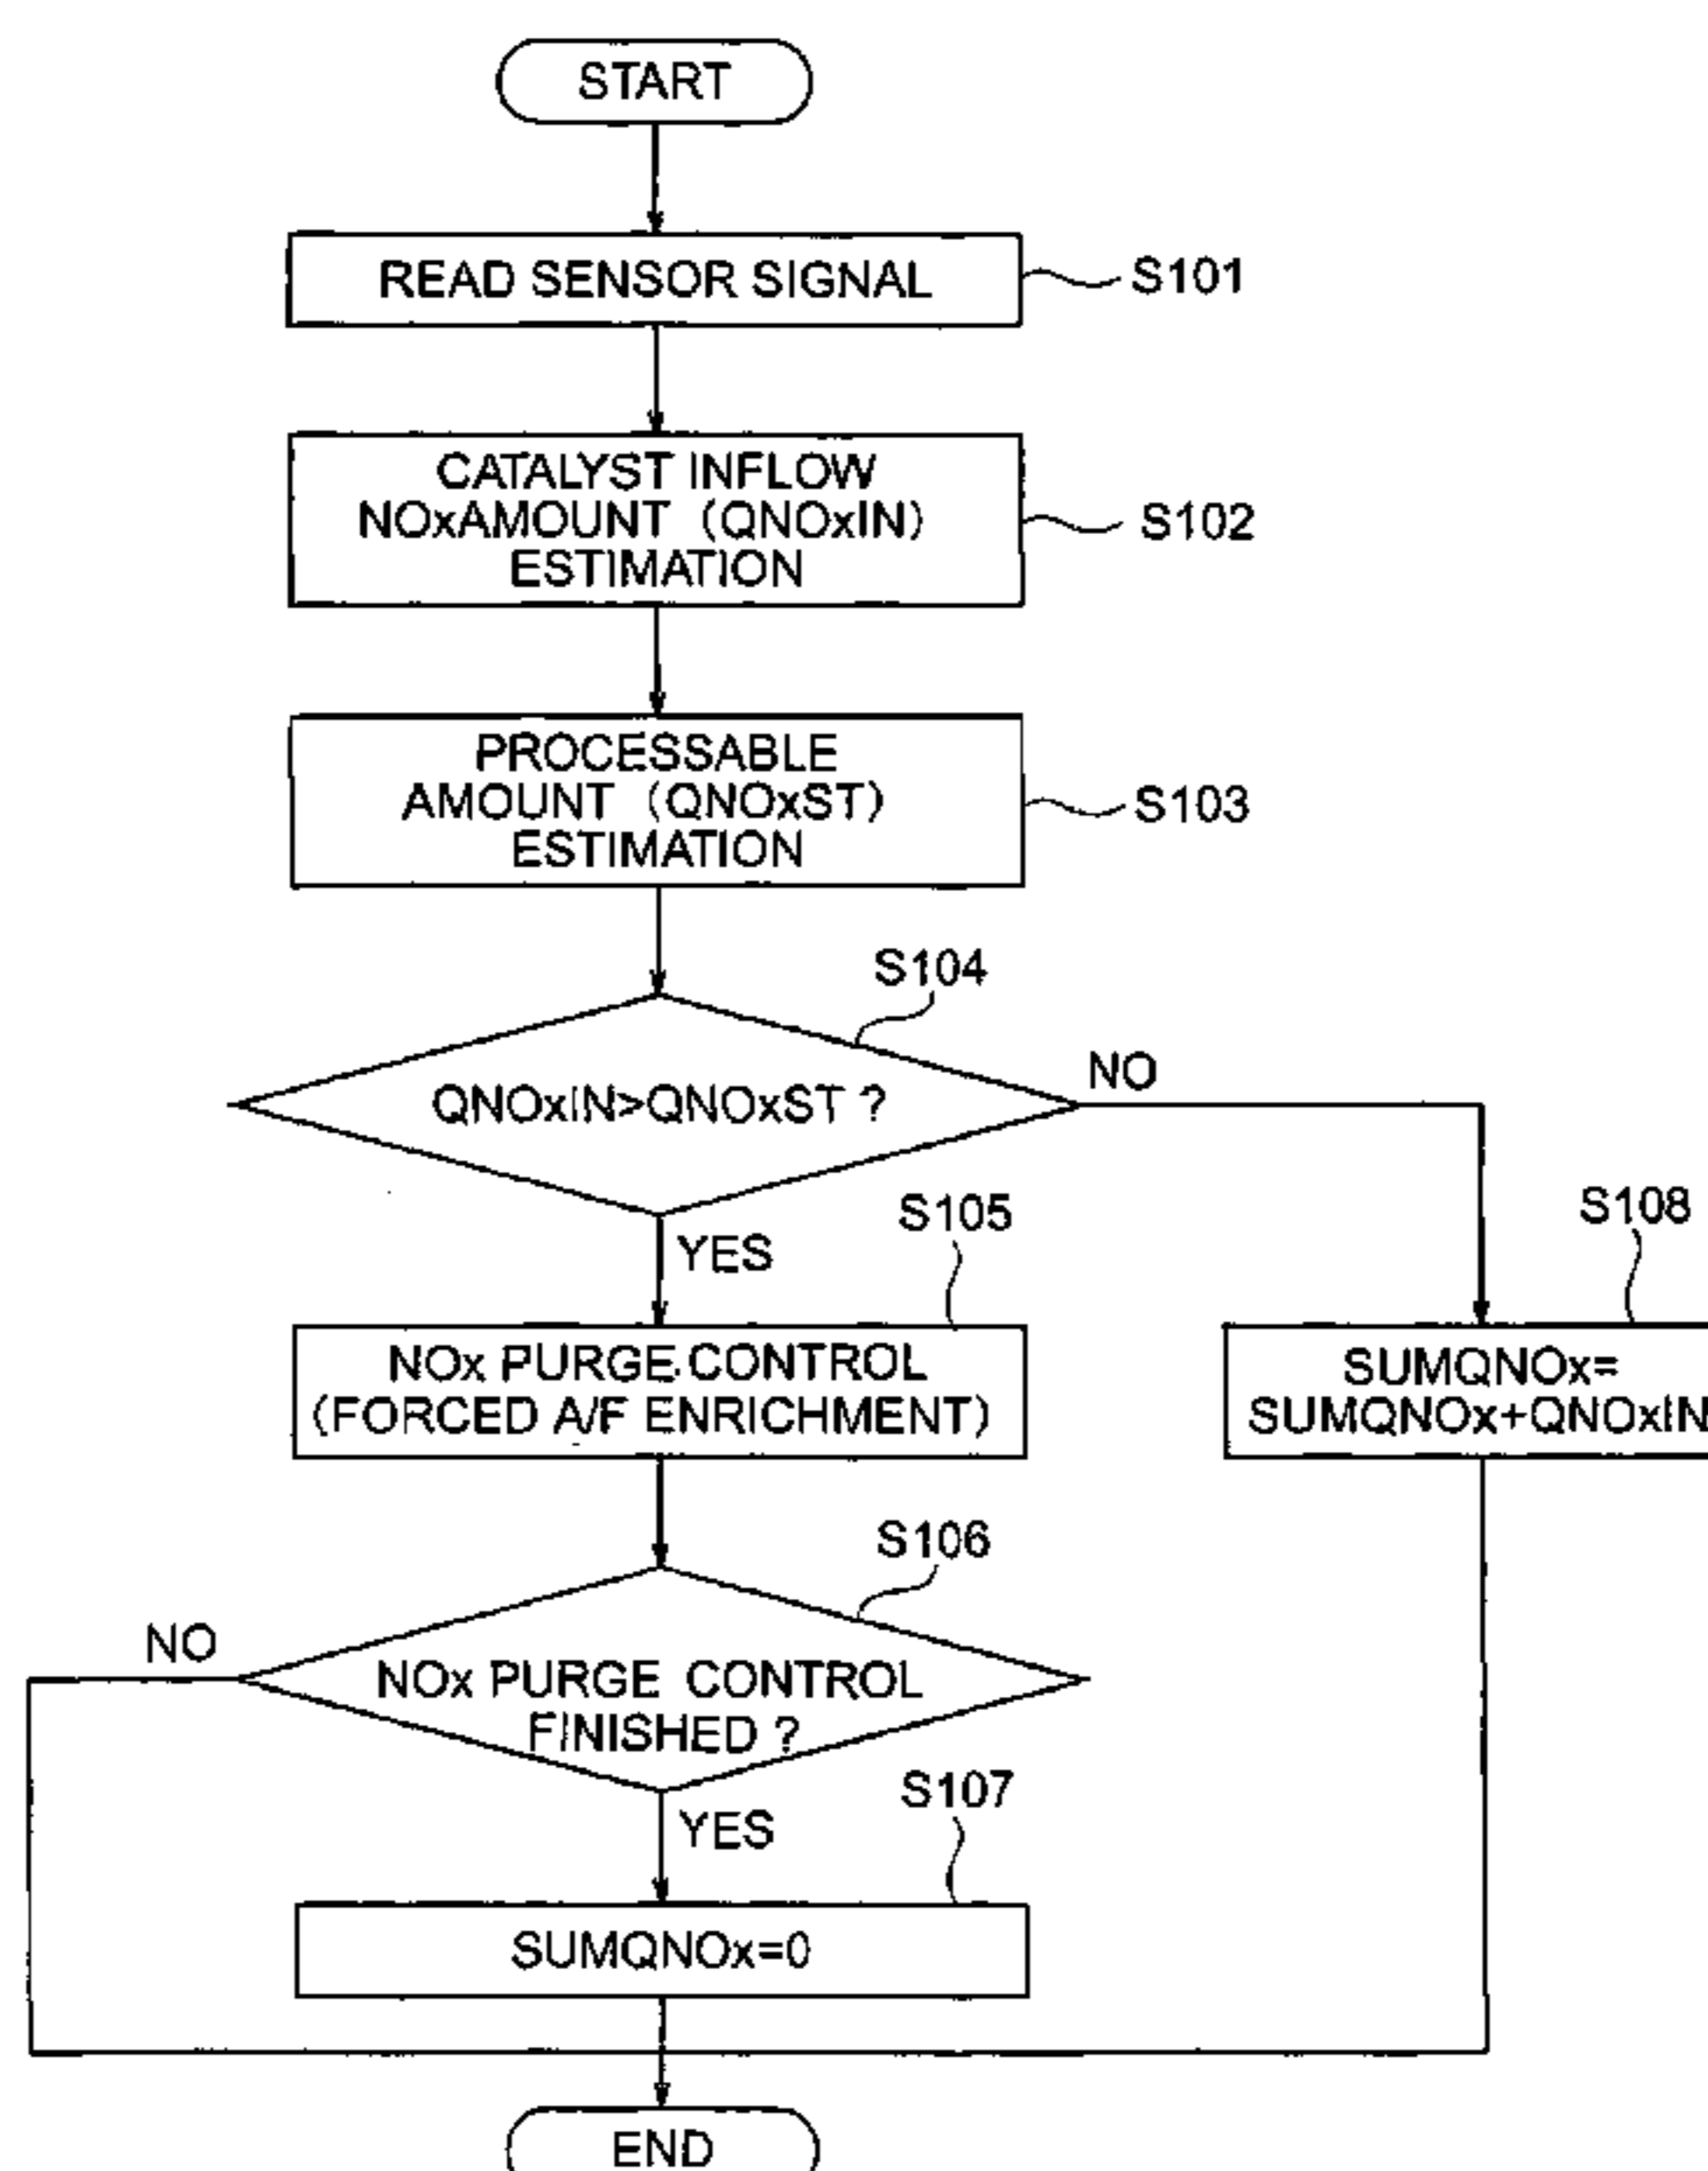 START
READ SENSOR SIGNAL
S101
CATALYST INFLOW
NOxAMOUNT (QNOxIN)
ESTIMATION
S102
PROCESSABLE
AMOUNT (QNOxST)
ESTIMATION
S103
S104
QNOxIN>QNOxST ?
NO
YES
S105
NOx PURGE CONTROL
(FORCED A/F ENRICHMENT)
S108
SUMQNOx=
SUMQNOx+QNOxIN
S106
NO
NOx PURGE CONTROL
FINISHED ?
YES
S107
SUMQNOx=0
END